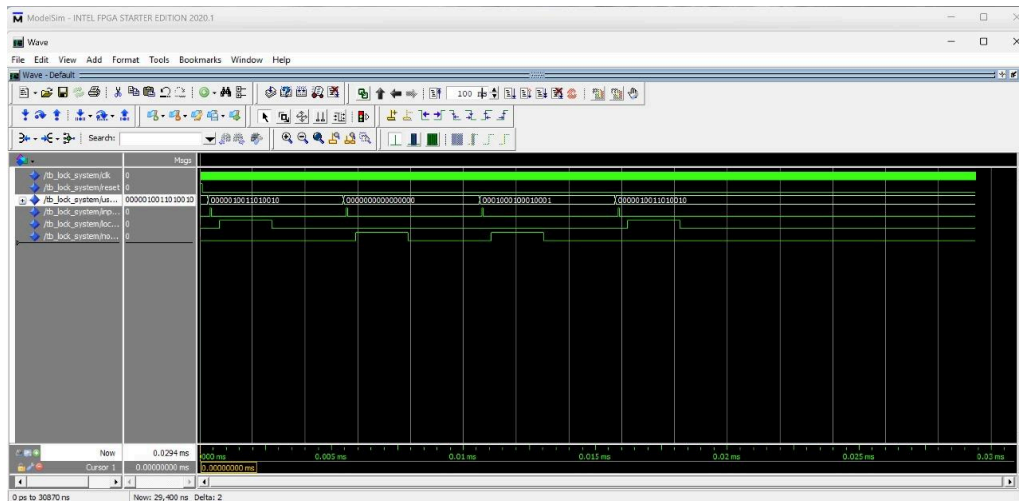 ModelSim - INTEL FPGA STARTER EDITION 2020.1
Wave
File Edit View Add Format Tools Bookmarks Window Help
Wave - Default
100 ps
Search:
Msgs
/tb_lock_system/clk 0
/tb_lock_system/reset 0
/tb_lock_system/us... 0000010011010010 0000010011010010 0000000000000000 0001000100010001 0000010011010010
/tb_lock_system/inp... 0
/tb_lock_system/loc... 0
/tb_lock_system/no... 0
Now 0.0294 ms 000 ms 0.005 ms 0.01 ms 0.015 ms 0.02 ms 0.025 ms 0.03 ms
Cursor 1 0.00000000 ms 0.00000000 ms
0 ps to 30870 ns Now: 29,400 ns Delta: 2